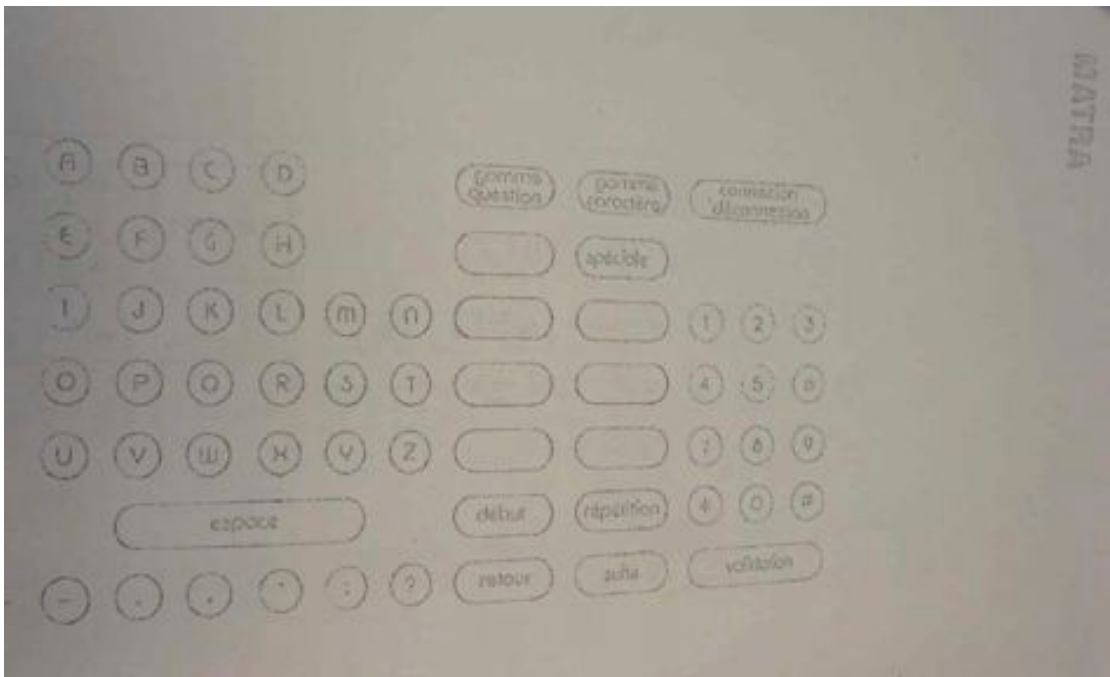 MATRA
A B C D
gomme question
gomme caractère
connexion déconnexion
E F G H
spéciale
I J K L M N
1 2 3
O P Q R S T
4 5 6
U V W X Y Z
7 8 9
espace
début
répétition
* 0 #
- . , ' : ?
retour
suite
validation